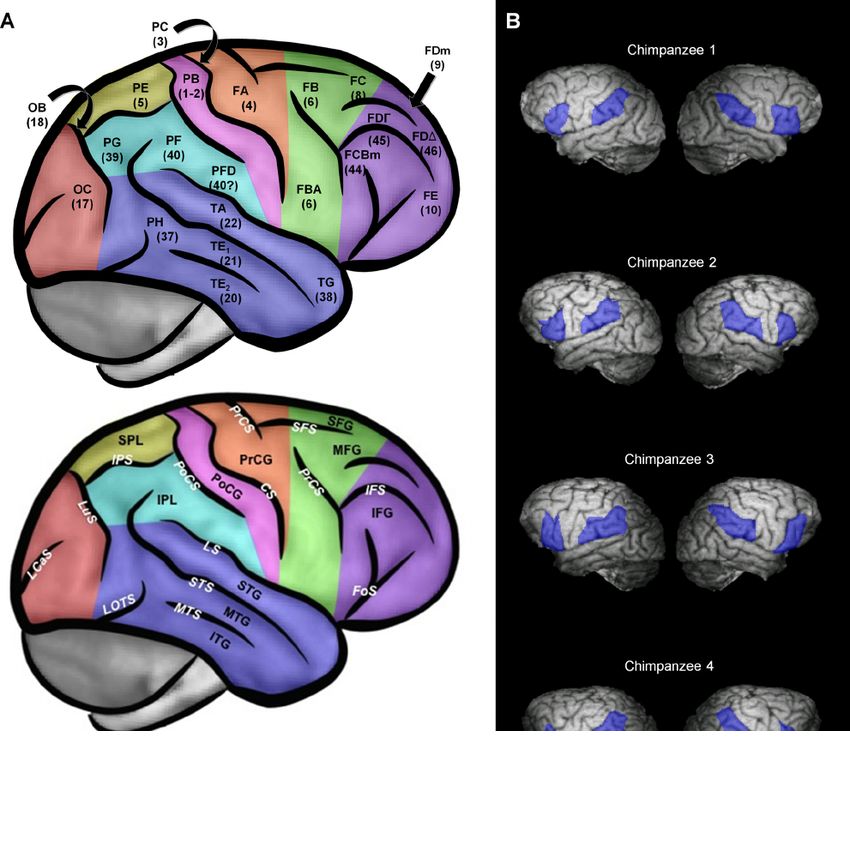 A
PC
(3)
FDm
(9)
OB
(18)
PE
(5)
PB
(1-2)
FA
(4)
FB
(6)
FC
(8)
FDΓ
(45)
FDΔ
(46)
PG
(39)
PF
(40)
FCBm
(44)
PFD
(40?)
OC
(17)
FBA
(6)
FE
(10)
TA
(22)
PH
(37)
TE1
(21)
TE2
(20)
TG
(38)
PrCS
SFS
SFG
SPL
IPS
PrCG
MFG
PoCS
PoCG
CS
PrCS
IFS
LuS
IPL
IFG
LS
LCaS
STS
STG
FoS
LOTS
MTS
MTG
ITG
B
Chimpanzee 1
Chimpanzee 2
Chimpanzee 3
Chimpanzee 4